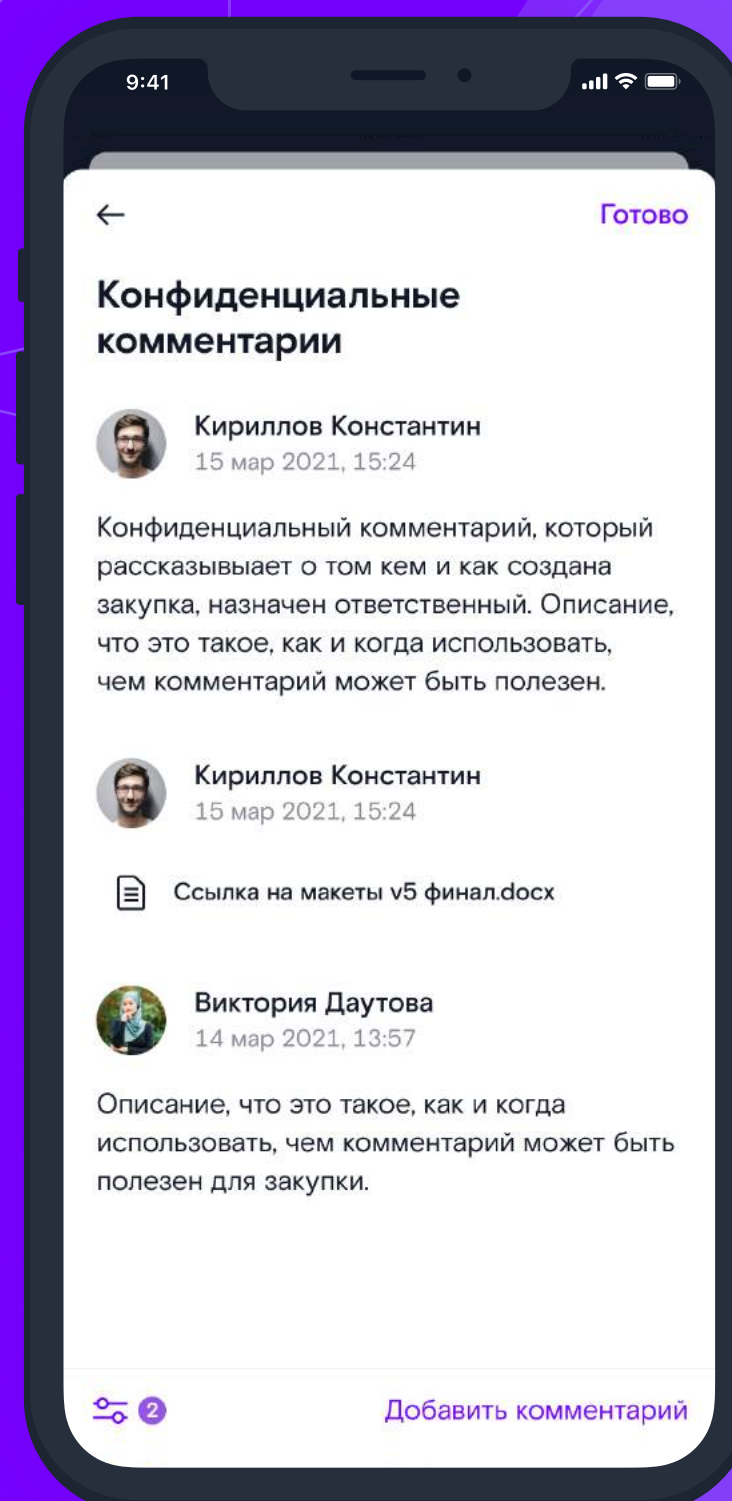 9:41
Готово
Конфиденциальные
комментарии
Кириллов Константин
15 мар 2021, 15:24
Конфиденциальный комментарий, который
рассказывыает о том кем и как создана
закупка, назначен ответственный. Описание,
что это такое, как и когда использовать,
чем комментарий может быть полезен.
Кириллов Константин
15 мар 2021, 15:24
Ссылка на макеты v5 финал.docx
Виктория Даутова
14 мар 2021, 13:57
Описание, что это такое, как и когда
использовать, чем комментарий может быть
полезен для закупки.
2 Добавить комментарий